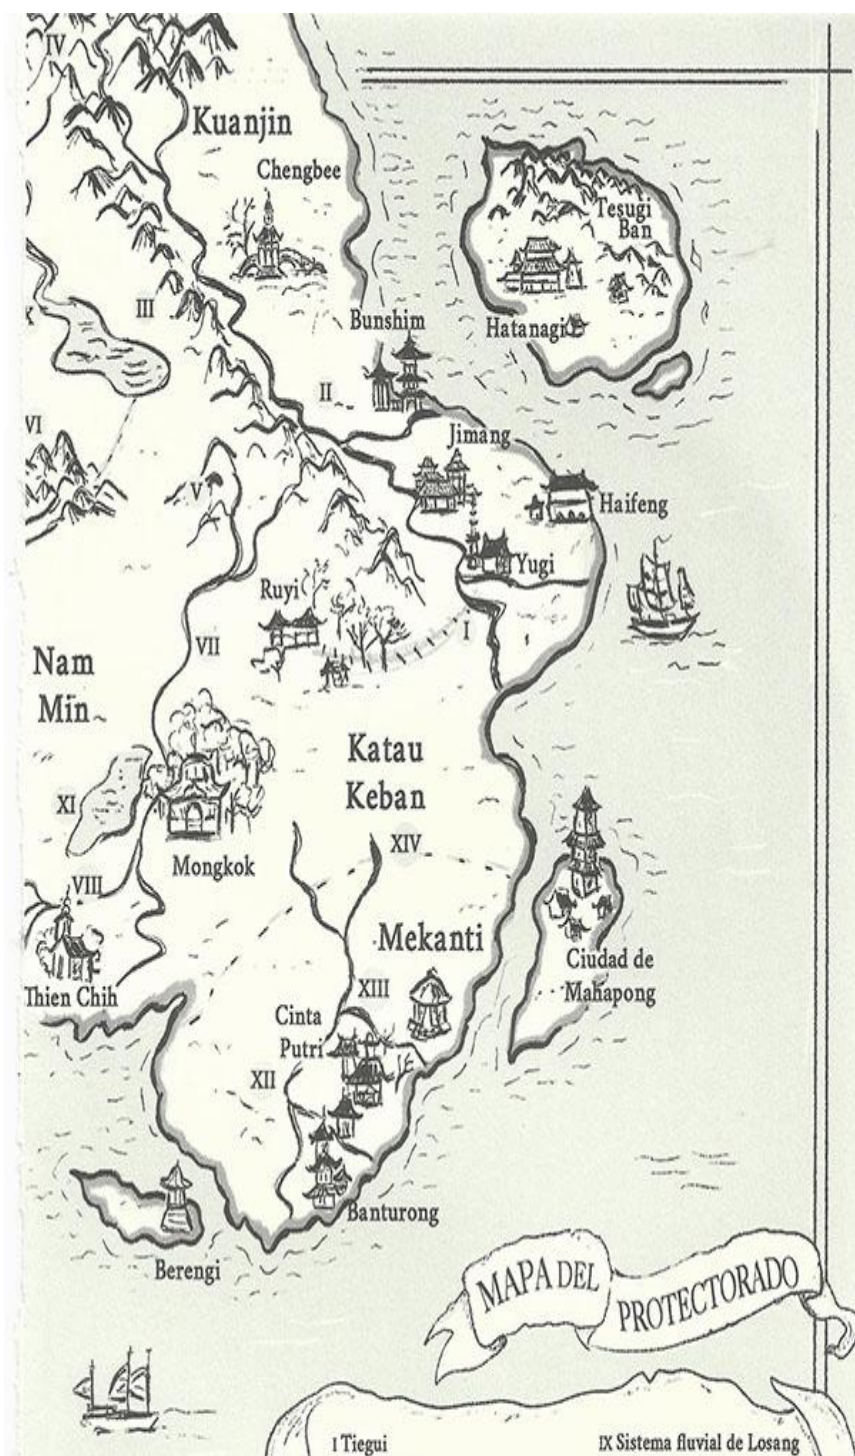 IV
Kuanjin
Chengbee
Tesugi
Ban
III
Bunshim
Hatanagi
II
VI
Jimang
V
Haifeng
Yugi
Ruyi
I
VII
Nam
Min
Katau
Keban
XI
XIV
Mongkok
VIII
Mekanti
Ciudad de
Mahapong
Thien Chih
XIII
Cinta
Putri
XII
Banturong
Berengi
MAPA DEL
PROTECTORADO
I Tiegui
IX Sistema fluvial de Losang